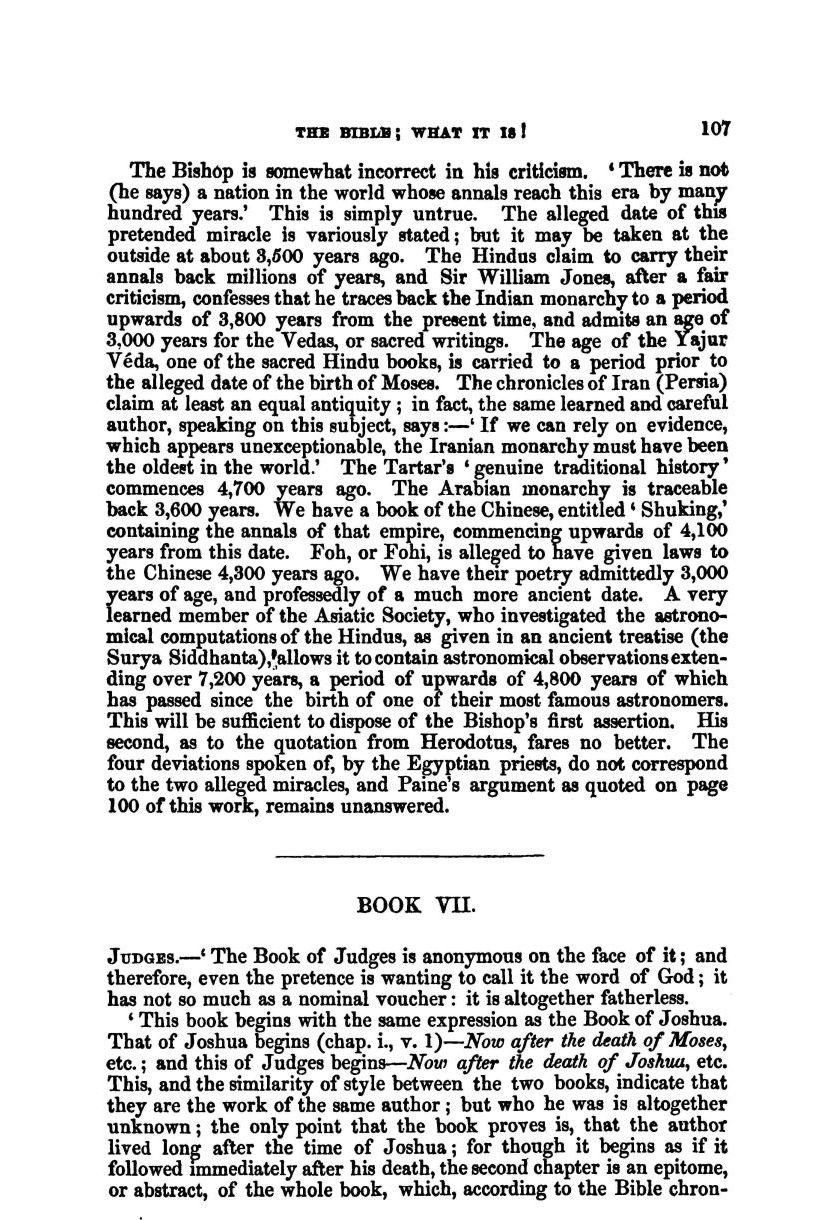 THE BIBLE; WHAT IT IS! 107
The Bishop is somewhat incorrect in his criticism. ‘There is not
(he says) a nation in the world whose annals reach this era by many
hundred years.’ This is simply untrue. The alleged date of this
pretended miracle is variously stated; but it may be taken at the
outside at about 3,500 years ago. The Hindus claim to carry their
annals back millions of years, and Sir William Jones, after a fair
criticism, confesses that he traces back the Indian monarchy to a period
upwards of 3,800 years from the present time, and admits an age of
3,000 years for the Vedas, or sacred writings. The age of the Yajur
Véda, one of the sacred Hindu books, is carried to a period prior to
the alleged date of the birth of Moses. The chronicles of Iran (Persia)
claim at least an equal antiquity; in fact, the same learned and careful
author, speaking on this subject, says:—‘If we can rely on evidence,
which appears unexceptionable, the Iranian monarchy must have been
the oldest in the world.’ The Tartar's ‘genuine traditional history’
commences 4,700 years ago. The Arabian monarchy is traceable
back 3,600 years. We have a book of the Chinese, entitled ‘Shuking,’
containing the annals of that empire, commencing upwards of 4,100
years from this date. Foh, or Fohi, is alleged to have given laws to
the Chinese 4,300 years ago. We have their poetry admittedly 3,000
years of age, and professedly of a much more ancient date. A very
learned member of the Asiatic Society, who investigated the astrono-
mical computations of the Hindus, as given in an ancient treatise (the
Surya Siddhanta), allows it to contain astronomical observations exten-
ding over 7,200 years, a period of upwards of 4,800 years of which
has passed since the birth of one of their most famous astronomers.
This will be sufficient to dispose of the Bishop's first assertion. His
second, as to the quotation from Herodotus, fares no better. The
four deviations spoken of, by the Egyptian priests, do not correspond
to the two alleged miracles, and Paine's argument as quoted on page
100 of this work, remains unanswered.
BOOK VII.
JUDGES.—‘The Book of Judges is anonymous on the face of it; and
therefore, even the pretence is wanting to call it the word of God; it
has not so much as a nominal voucher: it is altogether fatherless.
‘This book begins with the same expression as the Book of Joshua.
That of Joshua begins (chap. i., v. 1)—Now after the death of Moses,
etc.; and this of Judges begins—Now after the death of Joshua, etc.
This, and the similarity of style between the two books, indicate that
they are the work of the same author; but who he was is altogether
unknown; the only point that the book proves is, that the author
lived long after the time of Joshua; for though it begins as if it
followed immediately after his death, the second chapter is an epitome,
or abstract, of the whole book, which, according to the Bible chron-